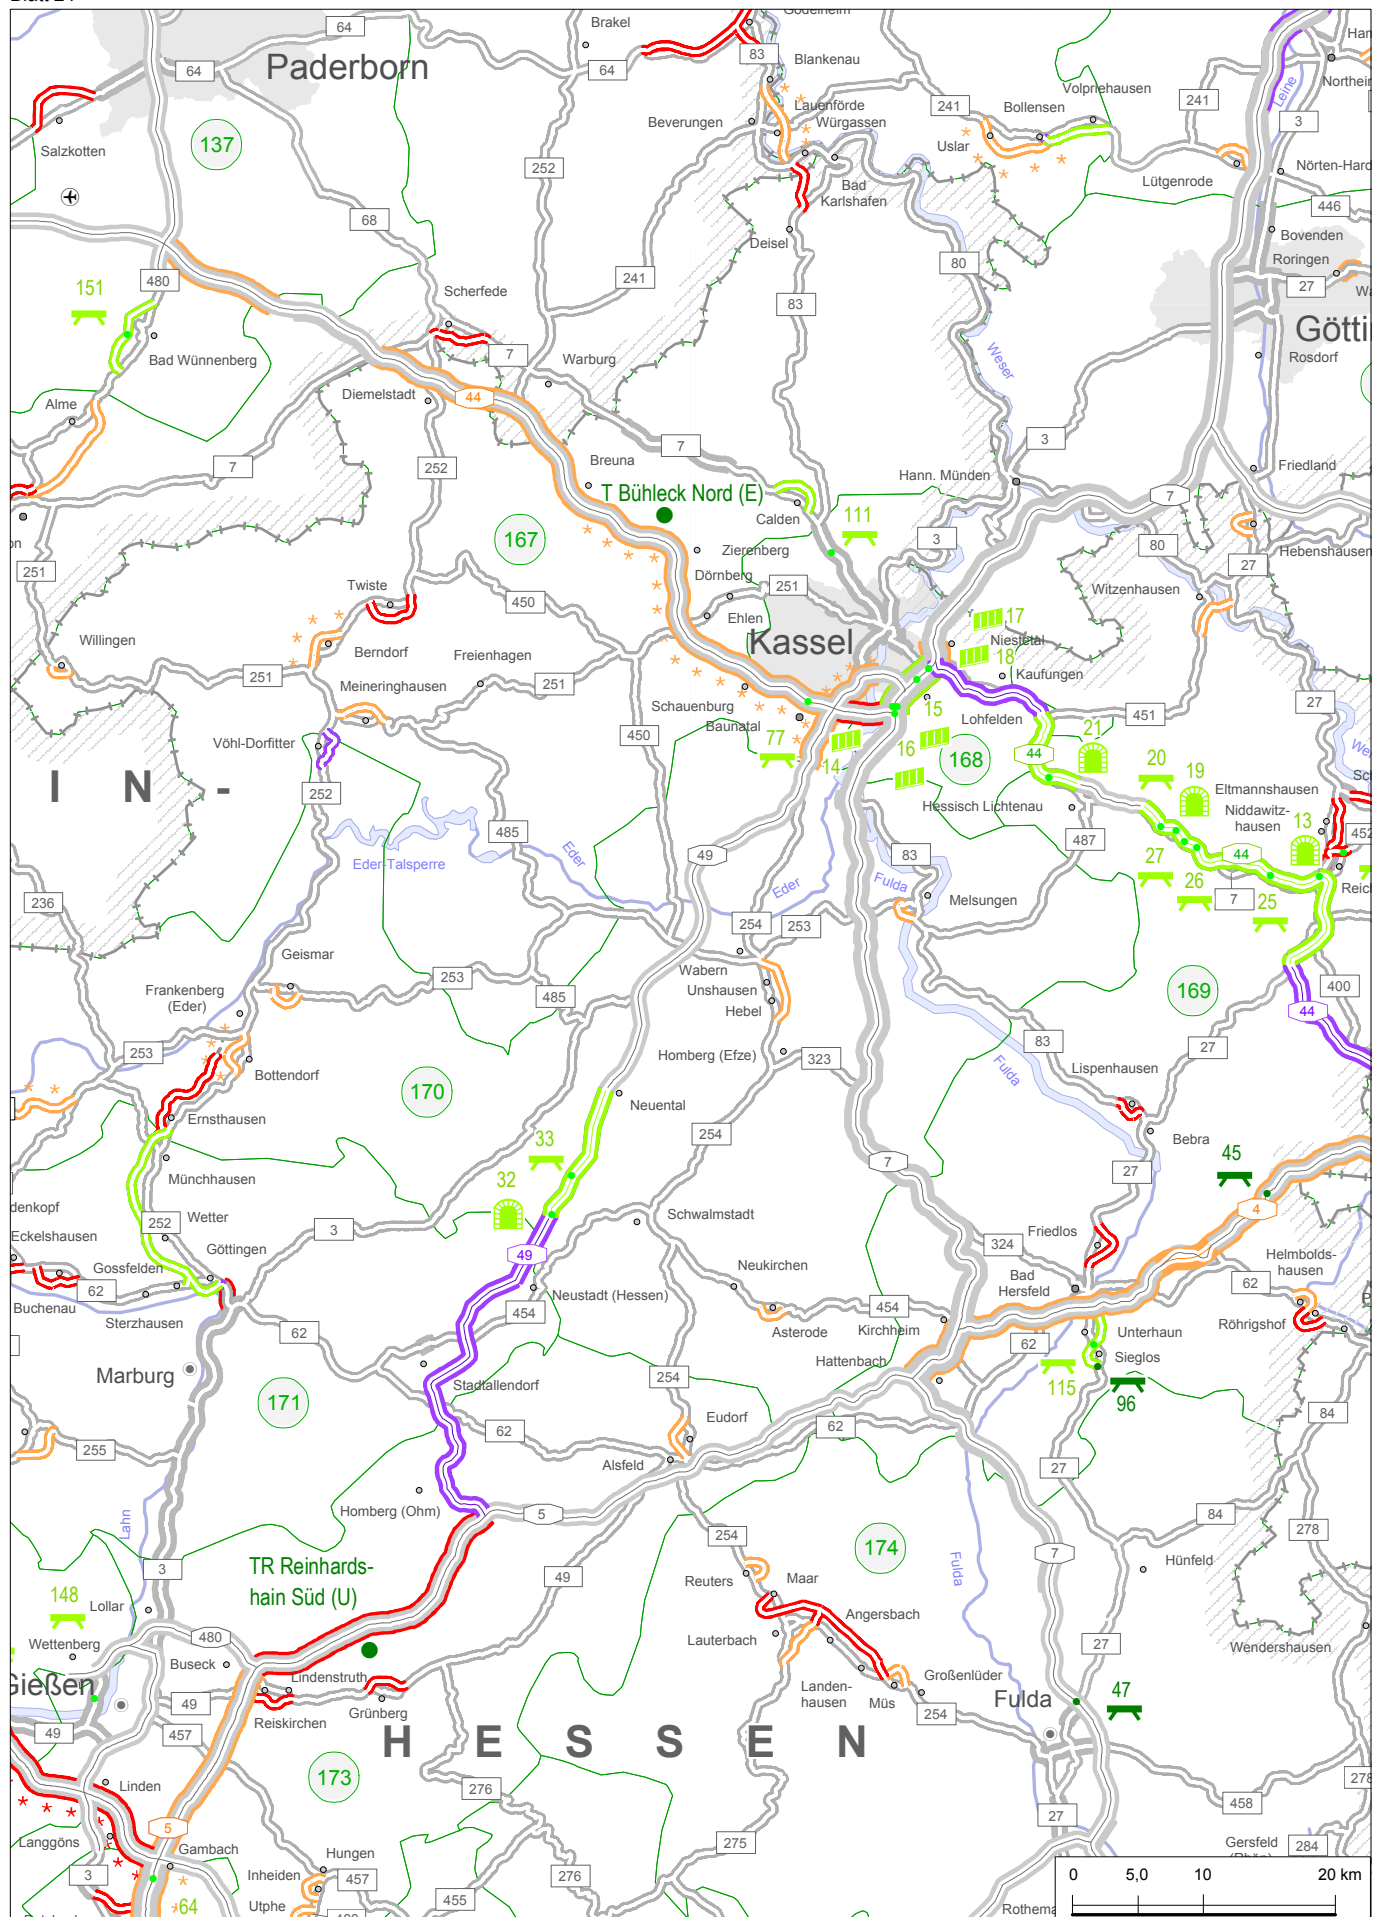 64
Brakel
Paderborn
64
64
83
Blankenau
Volpriehausen
Northeim
Leine
Lauenförde
Würgassen
241
Bollensen
241
3
Beverungen
Uslar
Salzkotten
137
252
Bad
Karlshafen
Lütgenrode
Nörten-Hard
68
446
Deisel
Bovenden
Roringen
80
27
241
151
480
Scherfede
83
Götti
Bad Wünnenberg
7
Warburg
Weser
Rosdorf
Diemelstadt
44
Alme
3
7
7
252
Breuna
Hann. Münden
Friedland
T Bühleck Nord (E)
7
Calden
111
167
3
80
Hebenshausen
on
Zierenberg
251
27
Dörnberg
251
Twiste
450
Witzenhausen
Ehlen
17
Kassel
Niestetal
Willingen
Berndorf
Freienhagen
18
Kaufungen
251
Meineringhausen
251
Schauenburg
15
Lohfelden
451
27
Baunatal
21
Vöhl-Dorfitter
450
77
14
16
168
44
20
19
Eltmannshausen
I N -
252
Hessisch Lichtenau
Niddawitz-
hausen
13
452
485
487
Eder-Talsperre
Eder
49
83
27
44
Eder
Fulda
26
7
Reich
236
Melsungen
25
254
253
Geismar
253
Wabern
169
Frankenberg
(Eder)
485
Unshausen
400
Hebel
44
253
Homberg (Efze)
323
83
27
Bottendorf
170
Fulda
Lispenhausen
Ernsthausen
Neuental
254
Bebra
33
7
27
45
Münchhausen
32
denkopf
252
Wetter
Schwalmstadt
4
Eckelshausen
3
Göttingen
49
324
Friedlos
Helmbolds-
hausen
Gossfelden
62
Neukirchen
Bad
Hersfeld
62
Buchenau
Neustadt (Hessen)
454
454
Sterzhausen
62
Asterode
Kirchheim
Röhrigshof
Unterhaun
Hattenbach
62
Sieglos
Marburg
115
96
254
Stadtallendorf
171
84
Eudorf
62
62
255
Alsfeld
27
Homberg (Ohm)
5
84
Lahn
254
278
174
7
TR Reinhards-
hain Süd (U)
3
49
Hünfeld
148
Reuters
Maar
Fulda
Lollar
Angersbach
Lauterbach
480
27
Wettenberg
Wendershausen
Buseck
Lindenstruth
Großenlüder
Gießen
Landen-
hausen
49
Müs
Fulda
47
Grünberg
Reiskirchen
254
49
457
H E S S E N
173
278
Linden
276
458
5
27
Langgöns
275
Gersfeld
(Rhön)
284
Gambach
Hungen
3
Inheiden
457
276
0 5,0 10 20 km
64
Utphe
455